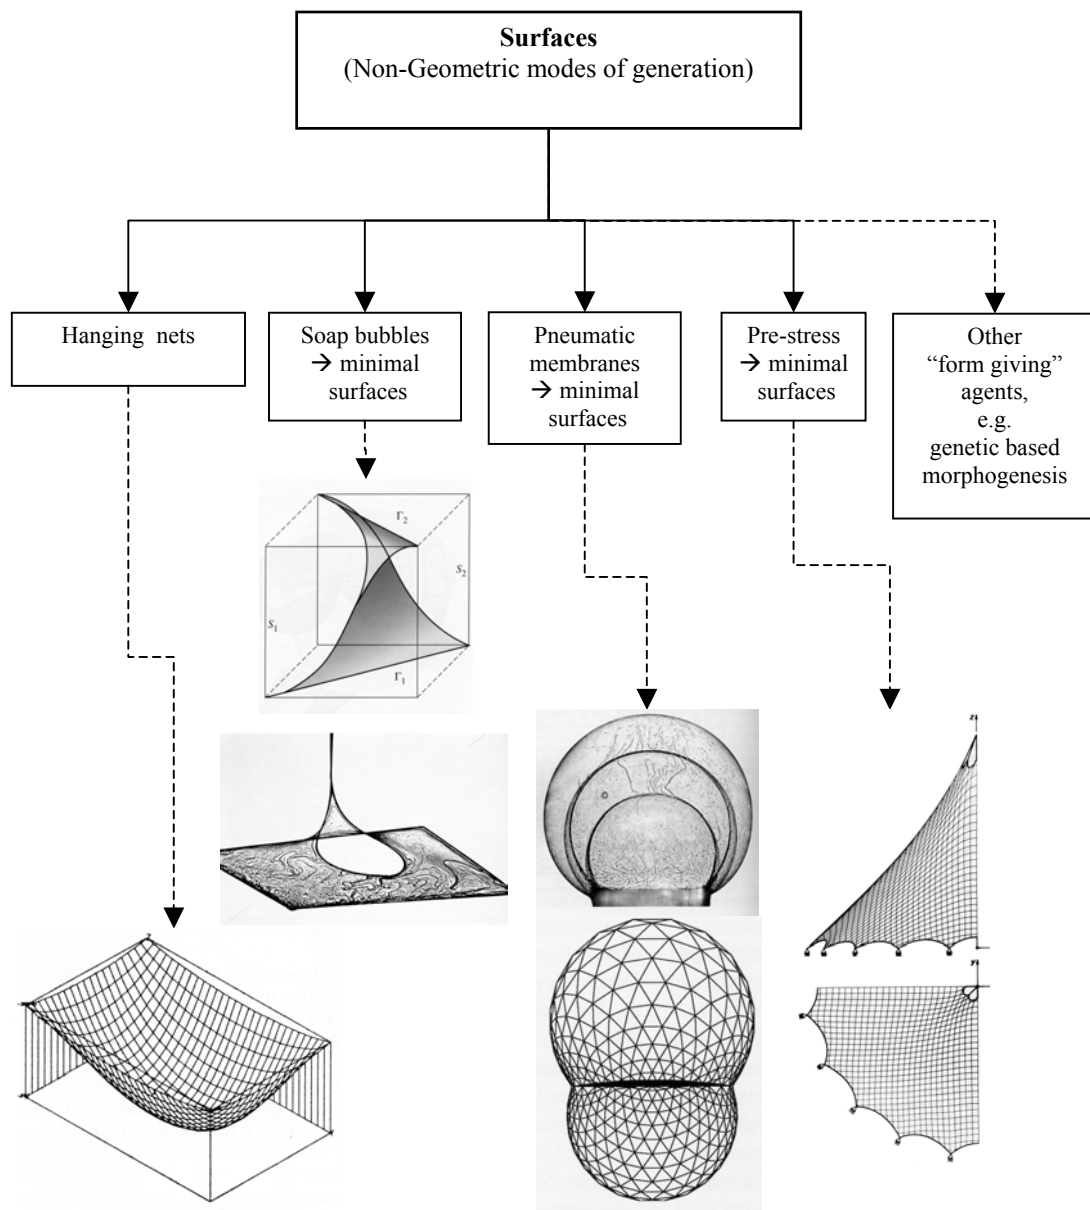 Surfaces
(Non-Geometric modes of generation)
Hanging nets
Soap bubbles
→ minimal
surfaces
Pneumatic
membranes
→ minimal
surfaces
Pre-stress
→ minimal
surfaces
Other
“form giving”
agents,
e.g.
genetic based
morphogenesis
Γ₂
S₂
S₁
Γ₁
z
y